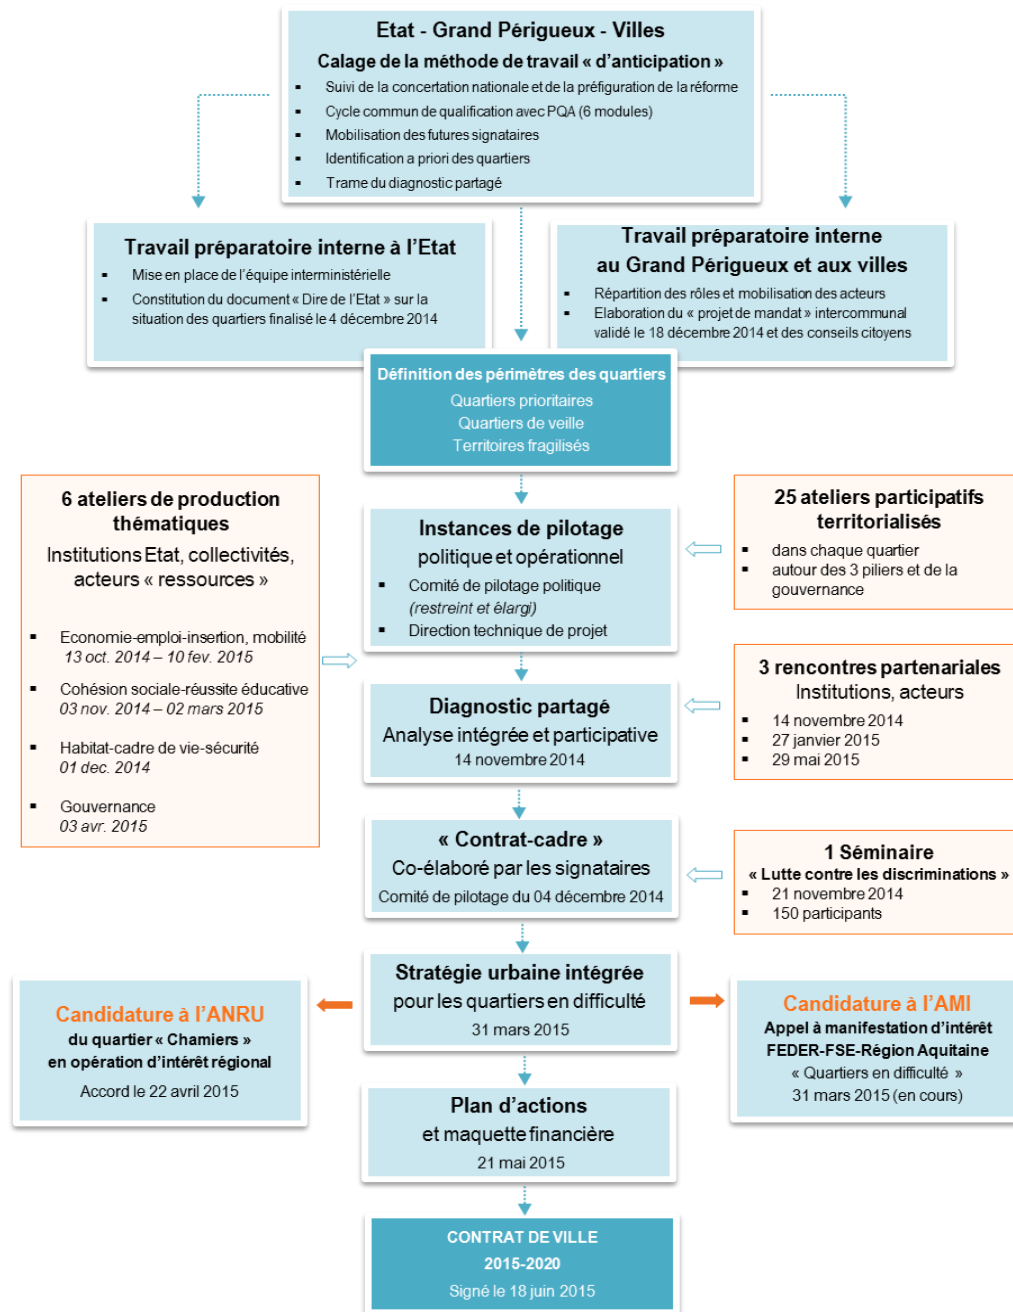 Etat - Grand Périgueux - Villes
Calage de la méthode de travail « d'anticipation »
▪ Suivi de la concertation nationale et de la préfiguration de la réforme
▪ Cycle commun de qualification avec PQA (6 modules)
▪ Mobilisation des futures signataires
▪ Identification a priori des quartiers
▪ Trame du diagnostic partagé
Travail préparatoire interne à l'Etat
▪ Mise en place de l'équipe interministérielle
▪ Constitution du document « Dire de l'Etat » sur la
situation des quartiers finalisé le 4 décembre 2014
Travail préparatoire interne
au Grand Périgueux et aux villes
▪ Répartition des rôles et mobilisation des acteurs
▪ Elaboration du « projet de mandat » intercommunal
validé le 18 décembre 2014 et des conseils citoyens
Définition des périmètres des quartiers
Quartiers prioritaires
Quartiers de veille
Territoires fragilisés
6 ateliers de production
thématiques
Institutions Etat, collectivités,
acteurs « ressources »
▪ Economie-emploi-insertion, mobilité
13 oct. 2014 – 10 fev. 2015
▪ Cohésion sociale-réussite éducative
03 nov. 2014 – 02 mars 2015
▪ Habitat-cadre de vie-sécurité
01 dec. 2014
▪ Gouvernance
03 avr. 2015
Instances de pilotage
politique et opérationnel
▪ Comité de pilotage politique
(restreint et élargi)
▪ Direction technique de projet
25 ateliers participatifs
territorialisés
▪ dans chaque quartier
▪ autour des 3 piliers et de la
gouvernance
Diagnostic partagé
Analyse intégrée et participative
14 novembre 2014
3 rencontres partenariales
Institutions, acteurs
▪ 14 novembre 2014
▪ 27 janvier 2015
▪ 29 mai 2015
« Contrat-cadre »
Co-élaboré par les signataires
Comité de pilotage du 04 décembre 2014
1 Séminaire
« Lutte contre les discriminations »
▪ 21 novembre 2014
▪ 150 participants
Stratégie urbaine intégrée
pour les quartiers en difficulté
31 mars 2015
Candidature à l'ANRU
du quartier « Chamiers »
en opération d'intérêt régional
Accord le 22 avril 2015
Candidature à l'AMI
Appel à manifestation d'intérêt
FEDER-FSE-Région Aquitaine
« Quartiers en difficulté »
31 mars 2015 (en cours)
Plan d'actions
et maquette financière
21 mai 2015
CONTRAT DE VILLE
2015-2020
Signé le 18 juin 2015